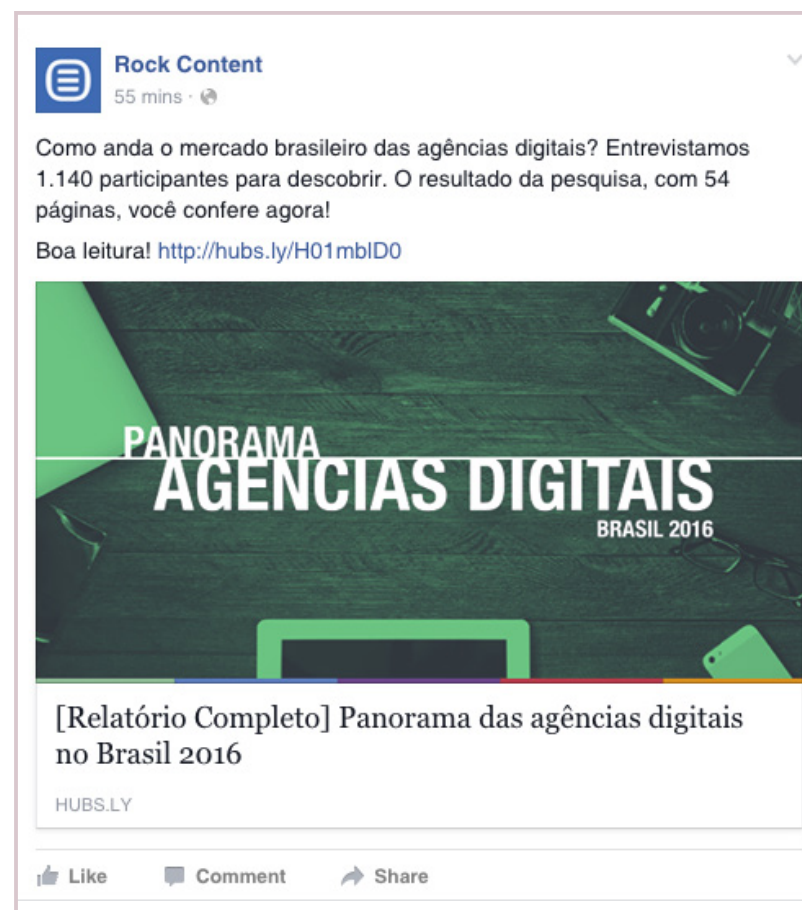 Rock Content
55 mins ·
Como anda o mercado brasileiro das agências digitais? Entrevistamos
1.140 participantes para descobrir. O resultado da pesquisa, com 54
páginas, você confere agora!
Boa leitura! http://hubs.ly/H01mblD0
PANORAMA
AGÊNCIAS DIGITAIS
BRASIL 2016
[Relatório Completo] Panorama das agências digitais
no Brasil 2016
HUBS.LY
Like Comment Share